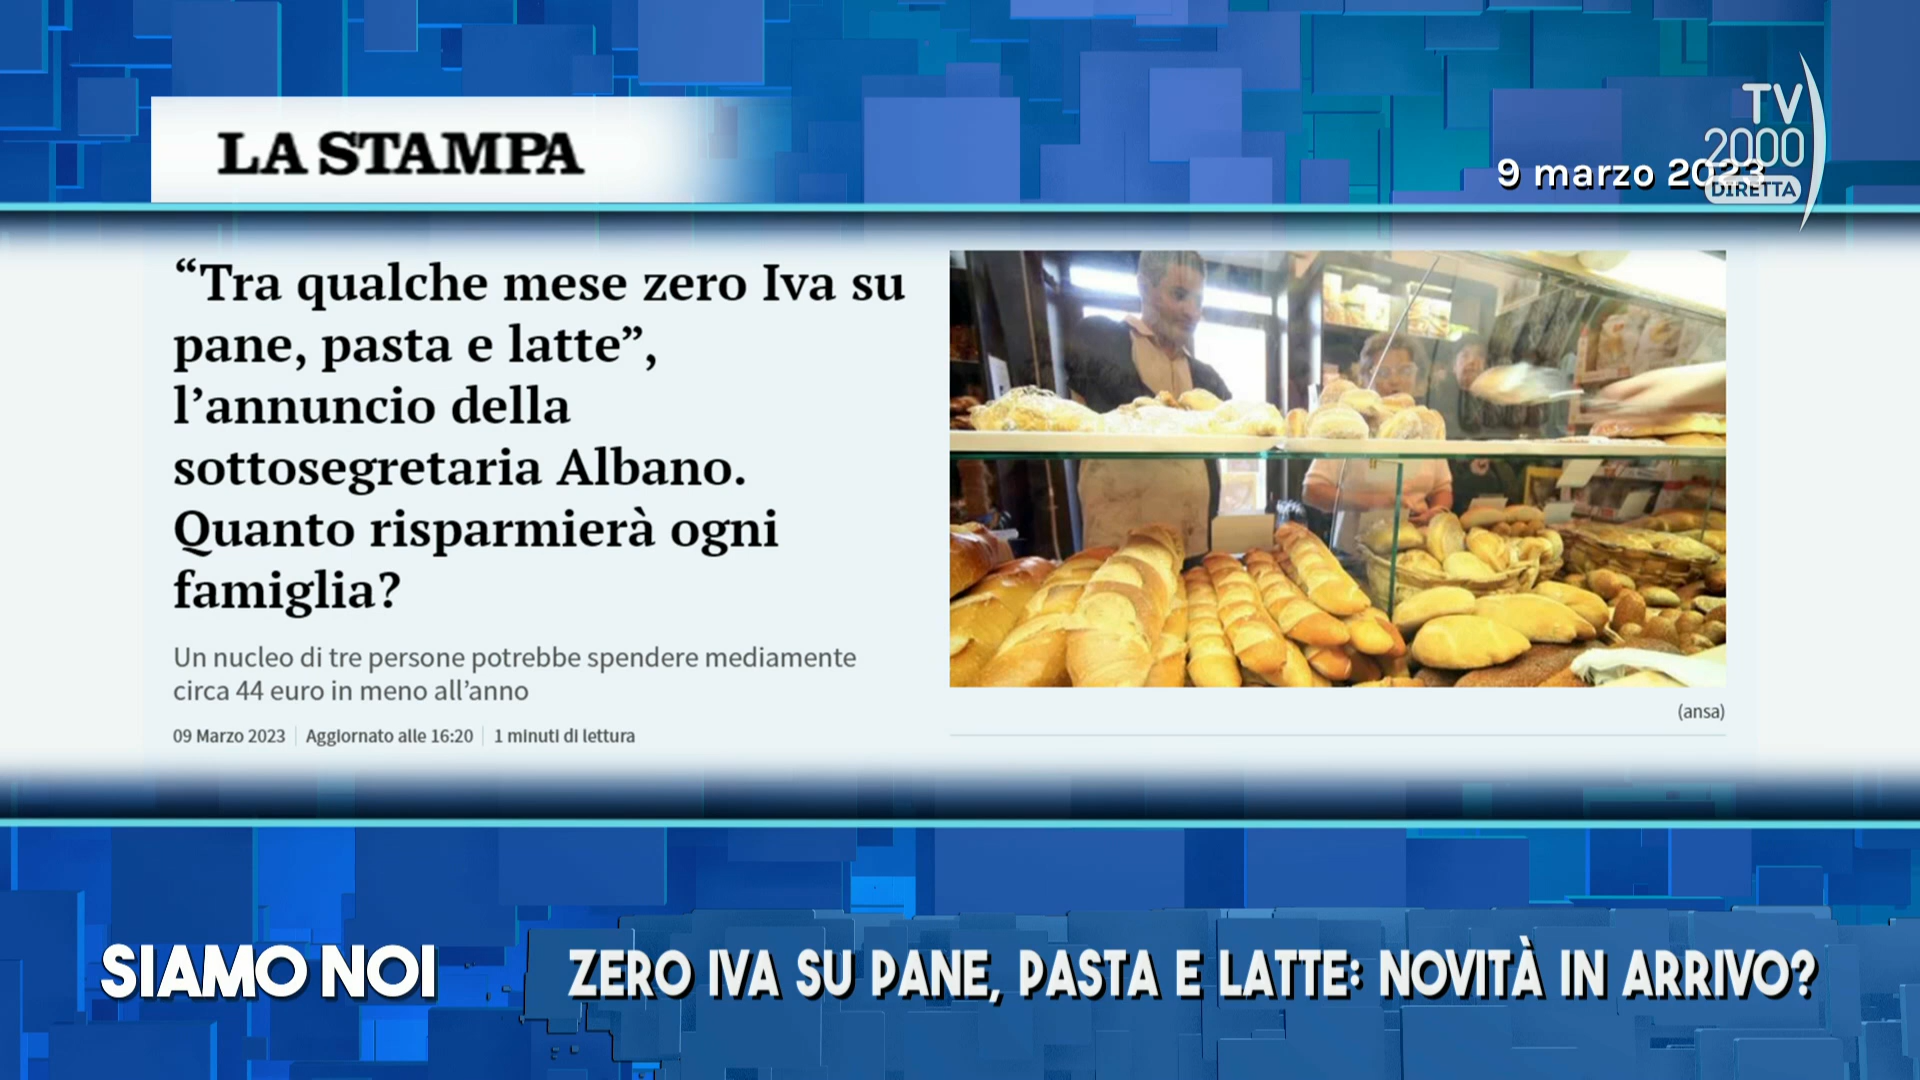 LA STAMPA
TV
2000
DIRETTA
9 marzo 2023
“Tra qualche mese zero Iva su
pane, pasta e latte”,
l’annuncio della
sottosegretaria Albano.
Quanto risparmierà ogni
famiglia?
Un nucleo di tre persone potrebbe spendere mediamente
circa 44 euro in meno all’anno
09 Marzo 2023 | Aggiornato alle 16:20 | 1 minuti di lettura
(ansa)
SIAMO NOI
ZERO IVA SU PANE, PASTA E LATTE: NOVITÀ IN ARRIVO?